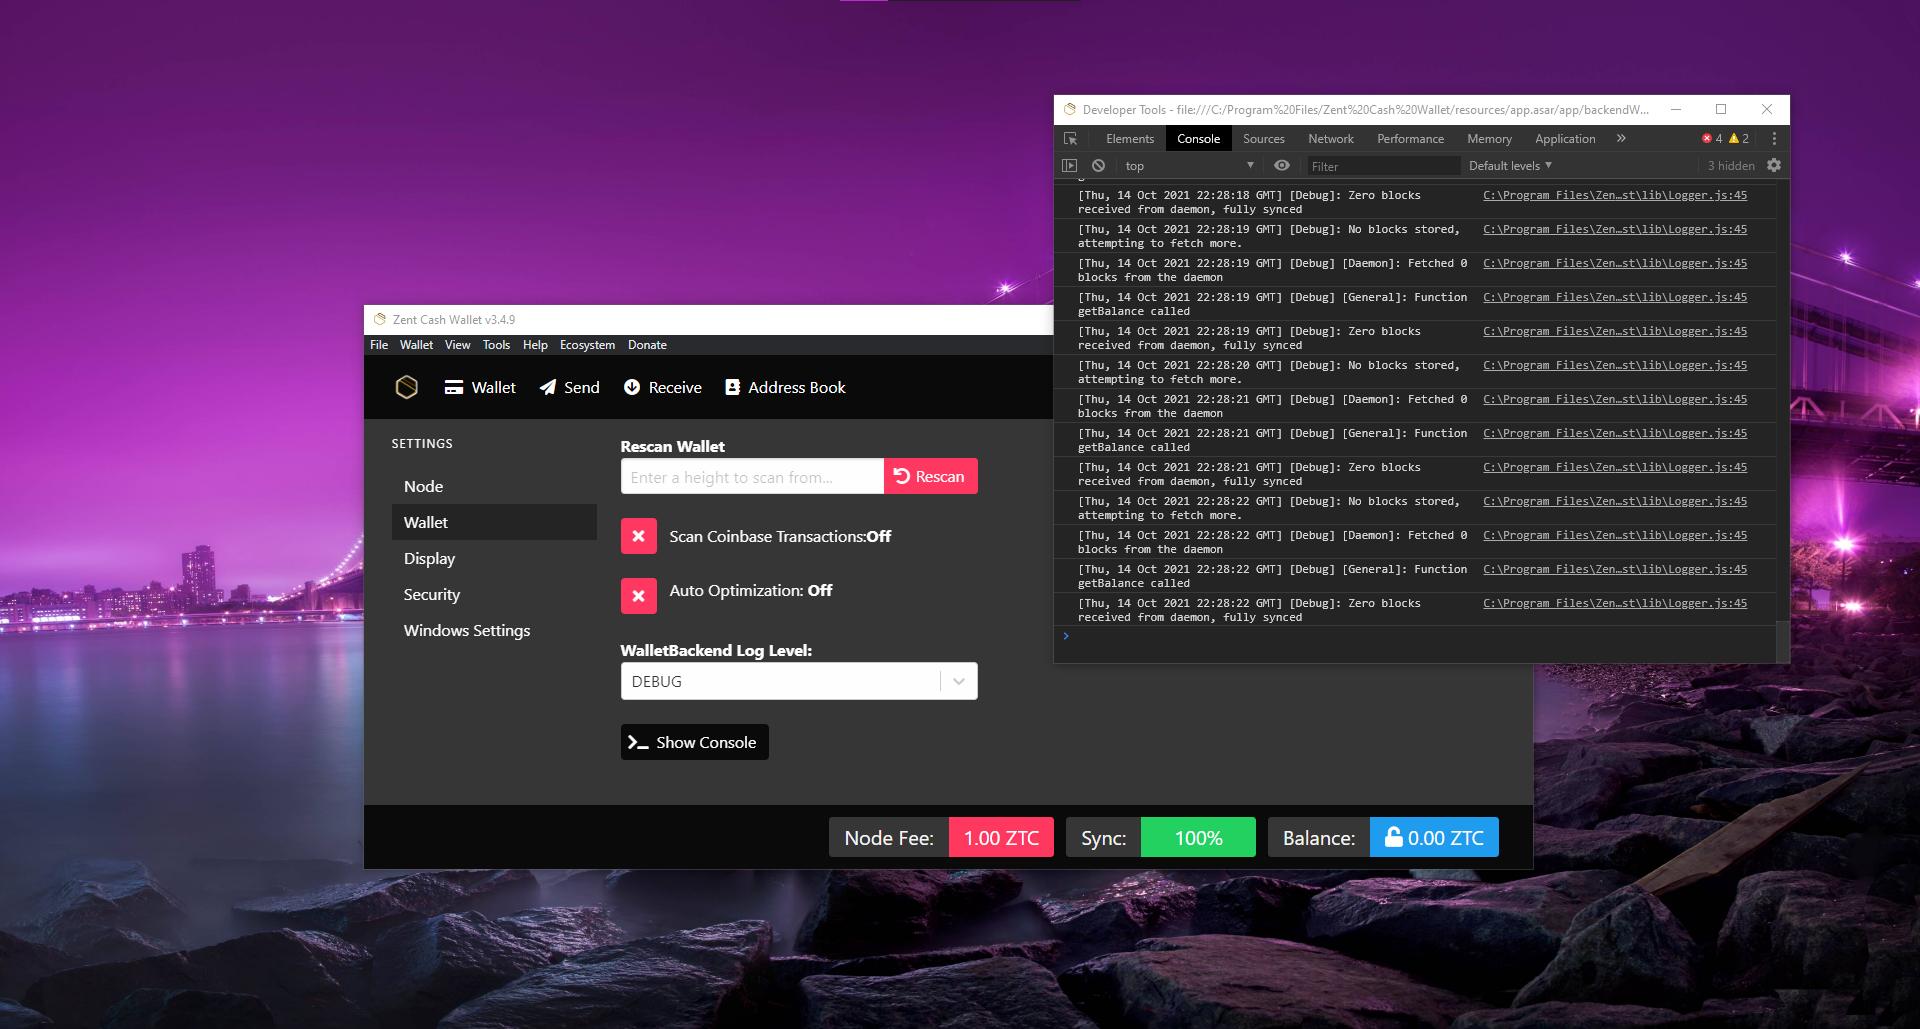 Developer Tools - file:///C:/Program%20Files/Zent%20Cash%20Wallet/resources/app.asar/app/backendW...
Elements Console Sources Network Performance Memory Application » 4 2
top Filter Default levels 3 hidden
[Thu, 14 Oct 2021 22:28:18 GMT] [Debug]: Zero blocks C:\Program Files\Zen…st\lib\Logger.js:45
received from daemon, fully synced
[Thu, 14 Oct 2021 22:28:19 GMT] [Debug]: No blocks stored, C:\Program Files\Zen…st\lib\Logger.js:45
attempting to fetch more.
[Thu, 14 Oct 2021 22:28:19 GMT] [Debug] [Daemon]: Fetched 0 C:\Program Files\Zen…st\lib\Logger.js:45
blocks from the daemon
[Thu, 14 Oct 2021 22:28:19 GMT] [Debug] [General]: Function C:\Program Files\Zen…st\lib\Logger.js:45
getBalance called
[Thu, 14 Oct 2021 22:28:19 GMT] [Debug]: Zero blocks C:\Program Files\Zen…st\lib\Logger.js:45
received from daemon, fully synced
[Thu, 14 Oct 2021 22:28:20 GMT] [Debug]: No blocks stored, C:\Program Files\Zen…st\lib\Logger.js:45
attempting to fetch more.
[Thu, 14 Oct 2021 22:28:21 GMT] [Debug] [Daemon]: Fetched 0 C:\Program Files\Zen…st\lib\Logger.js:45
blocks from the daemon
[Thu, 14 Oct 2021 22:28:21 GMT] [Debug] [General]: Function C:\Program Files\Zen…st\lib\Logger.js:45
getBalance called
[Thu, 14 Oct 2021 22:28:21 GMT] [Debug]: Zero blocks C:\Program Files\Zen…st\lib\Logger.js:45
received from daemon, fully synced
[Thu, 14 Oct 2021 22:28:22 GMT] [Debug]: No blocks stored, C:\Program Files\Zen…st\lib\Logger.js:45
attempting to fetch more.
[Thu, 14 Oct 2021 22:28:22 GMT] [Debug] [Daemon]: Fetched 0 C:\Program Files\Zen…st\lib\Logger.js:45
blocks from the daemon
[Thu, 14 Oct 2021 22:28:22 GMT] [Debug] [General]: Function C:\Program Files\Zen…st\lib\Logger.js:45
getBalance called
[Thu, 14 Oct 2021 22:28:22 GMT] [Debug]: Zero blocks C:\Program Files\Zen…st\lib\Logger.js:45
received from daemon, fully synced
Zent Cash Wallet v3.4.9
File Wallet View Tools Help Ecosystem Donate
Wallet Send Receive Address Book
SETTINGS
Node
Wallet
Display
Security
Windows Settings
Rescan Wallet
Enter a height to scan from... Rescan
Scan Coinbase Transactions:Off
Auto Optimization: Off
WalletBackend Log Level:
DEBUG
Show Console
Node Fee: 1.00 ZTC Sync: 100% Balance: 0.00 ZTC